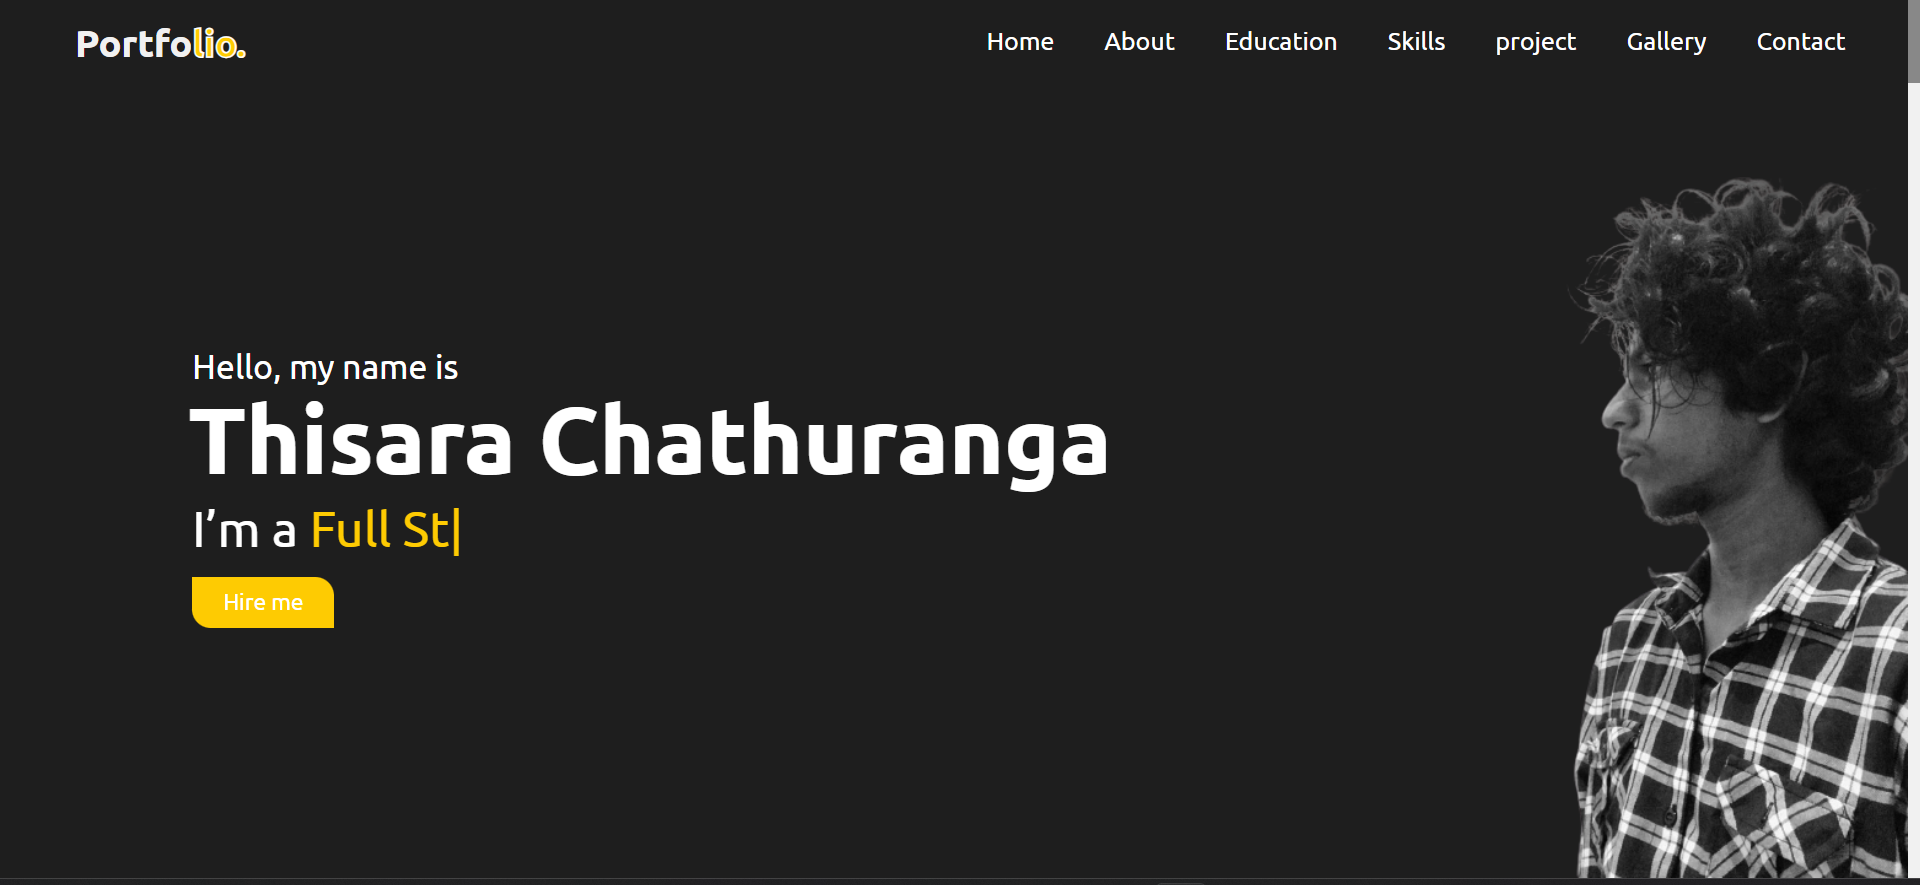 Portfolio.
Home About Education Skills project Gallery Contact
Hello, my name is
Thisara Chathuranga
I’m a Full St|
Hire me